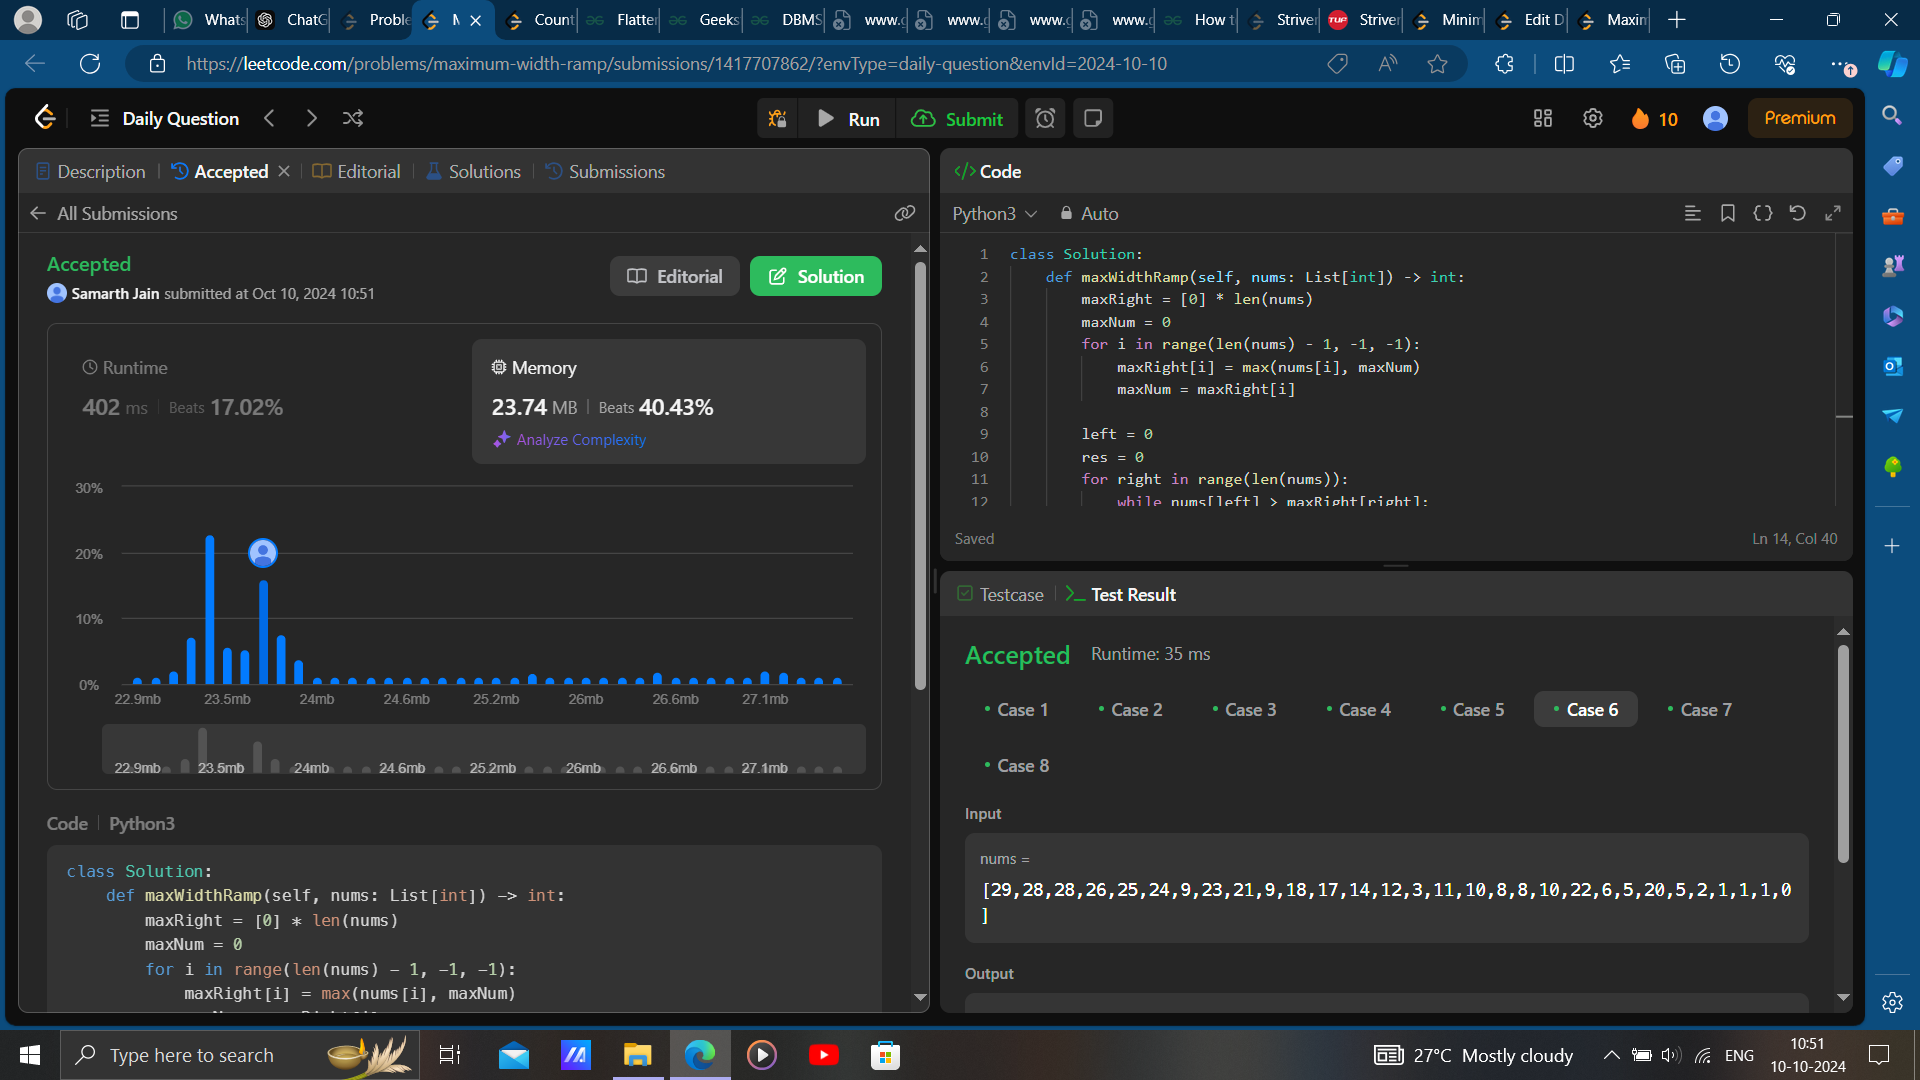 Whats
ChatG
Proble
M
Count
Flatter
Geeks
DBMS
www.g
www.g
www.g
www.g
How t
Striver
TUF
Striver
Minim
Edit D
Maxim
https://leetcode.com/problems/maximum-width-ramp/submissions/1417707862/?envType=daily-question&envId=2024-10-10
Daily Question
Run
Submit
10
Premium
Description
Accepted
Editorial
Solutions
Submissions
All Submissions
Accepted
Samarth Jain submitted at Oct 10, 2024 10:51
Editorial
Solution
Runtime
402 ms | Beats 17.02%
Memory
23.74 MB | Beats 40.43%
Analyze Complexity
30%
20%
10%
0%
22.9mb 23.5mb 24mb 24.6mb 25.2mb 26mb 26.6mb 27.1mb
22.9mb 23.5mb 24mb 24.6mb 25.2mb 26mb 26.6mb 27.1mb
Code | Python3
class Solution:
def maxWidthRamp(self, nums: List[int]) -> int:
maxRight = [0] * len(nums)
maxNum = 0
for i in range(len(nums) - 1, -1, -1):
maxRight[i] = max(nums[i], maxNum)
</> Code
Python3
Auto
1 class Solution:
2 def maxWidthRamp(self, nums: List[int]) -> int:
3 maxRight = [0] * len(nums)
4 maxNum = 0
5 for i in range(len(nums) - 1, -1, -1):
6 maxRight[i] = max(nums[i], maxNum)
7 maxNum = maxRight[i]
8
9 left = 0
10 res = 0
11 for right in range(len(nums)):
12 while nums[left] > maxRight[right]:
Saved
Ln 14, Col 40
Testcase
Test Result
Accepted Runtime: 35 ms
Case 1
Case 2
Case 3
Case 4
Case 5
Case 6
Case 7
Case 8
Input
nums =
[29,28,28,26,25,24,9,23,21,9,18,17,14,12,3,11,10,8,8,10,22,6,5,20,5,2,1,1,1,0
]
Output
Type here to search
27°C Mostly cloudy
ENG
10:51
10-10-2024